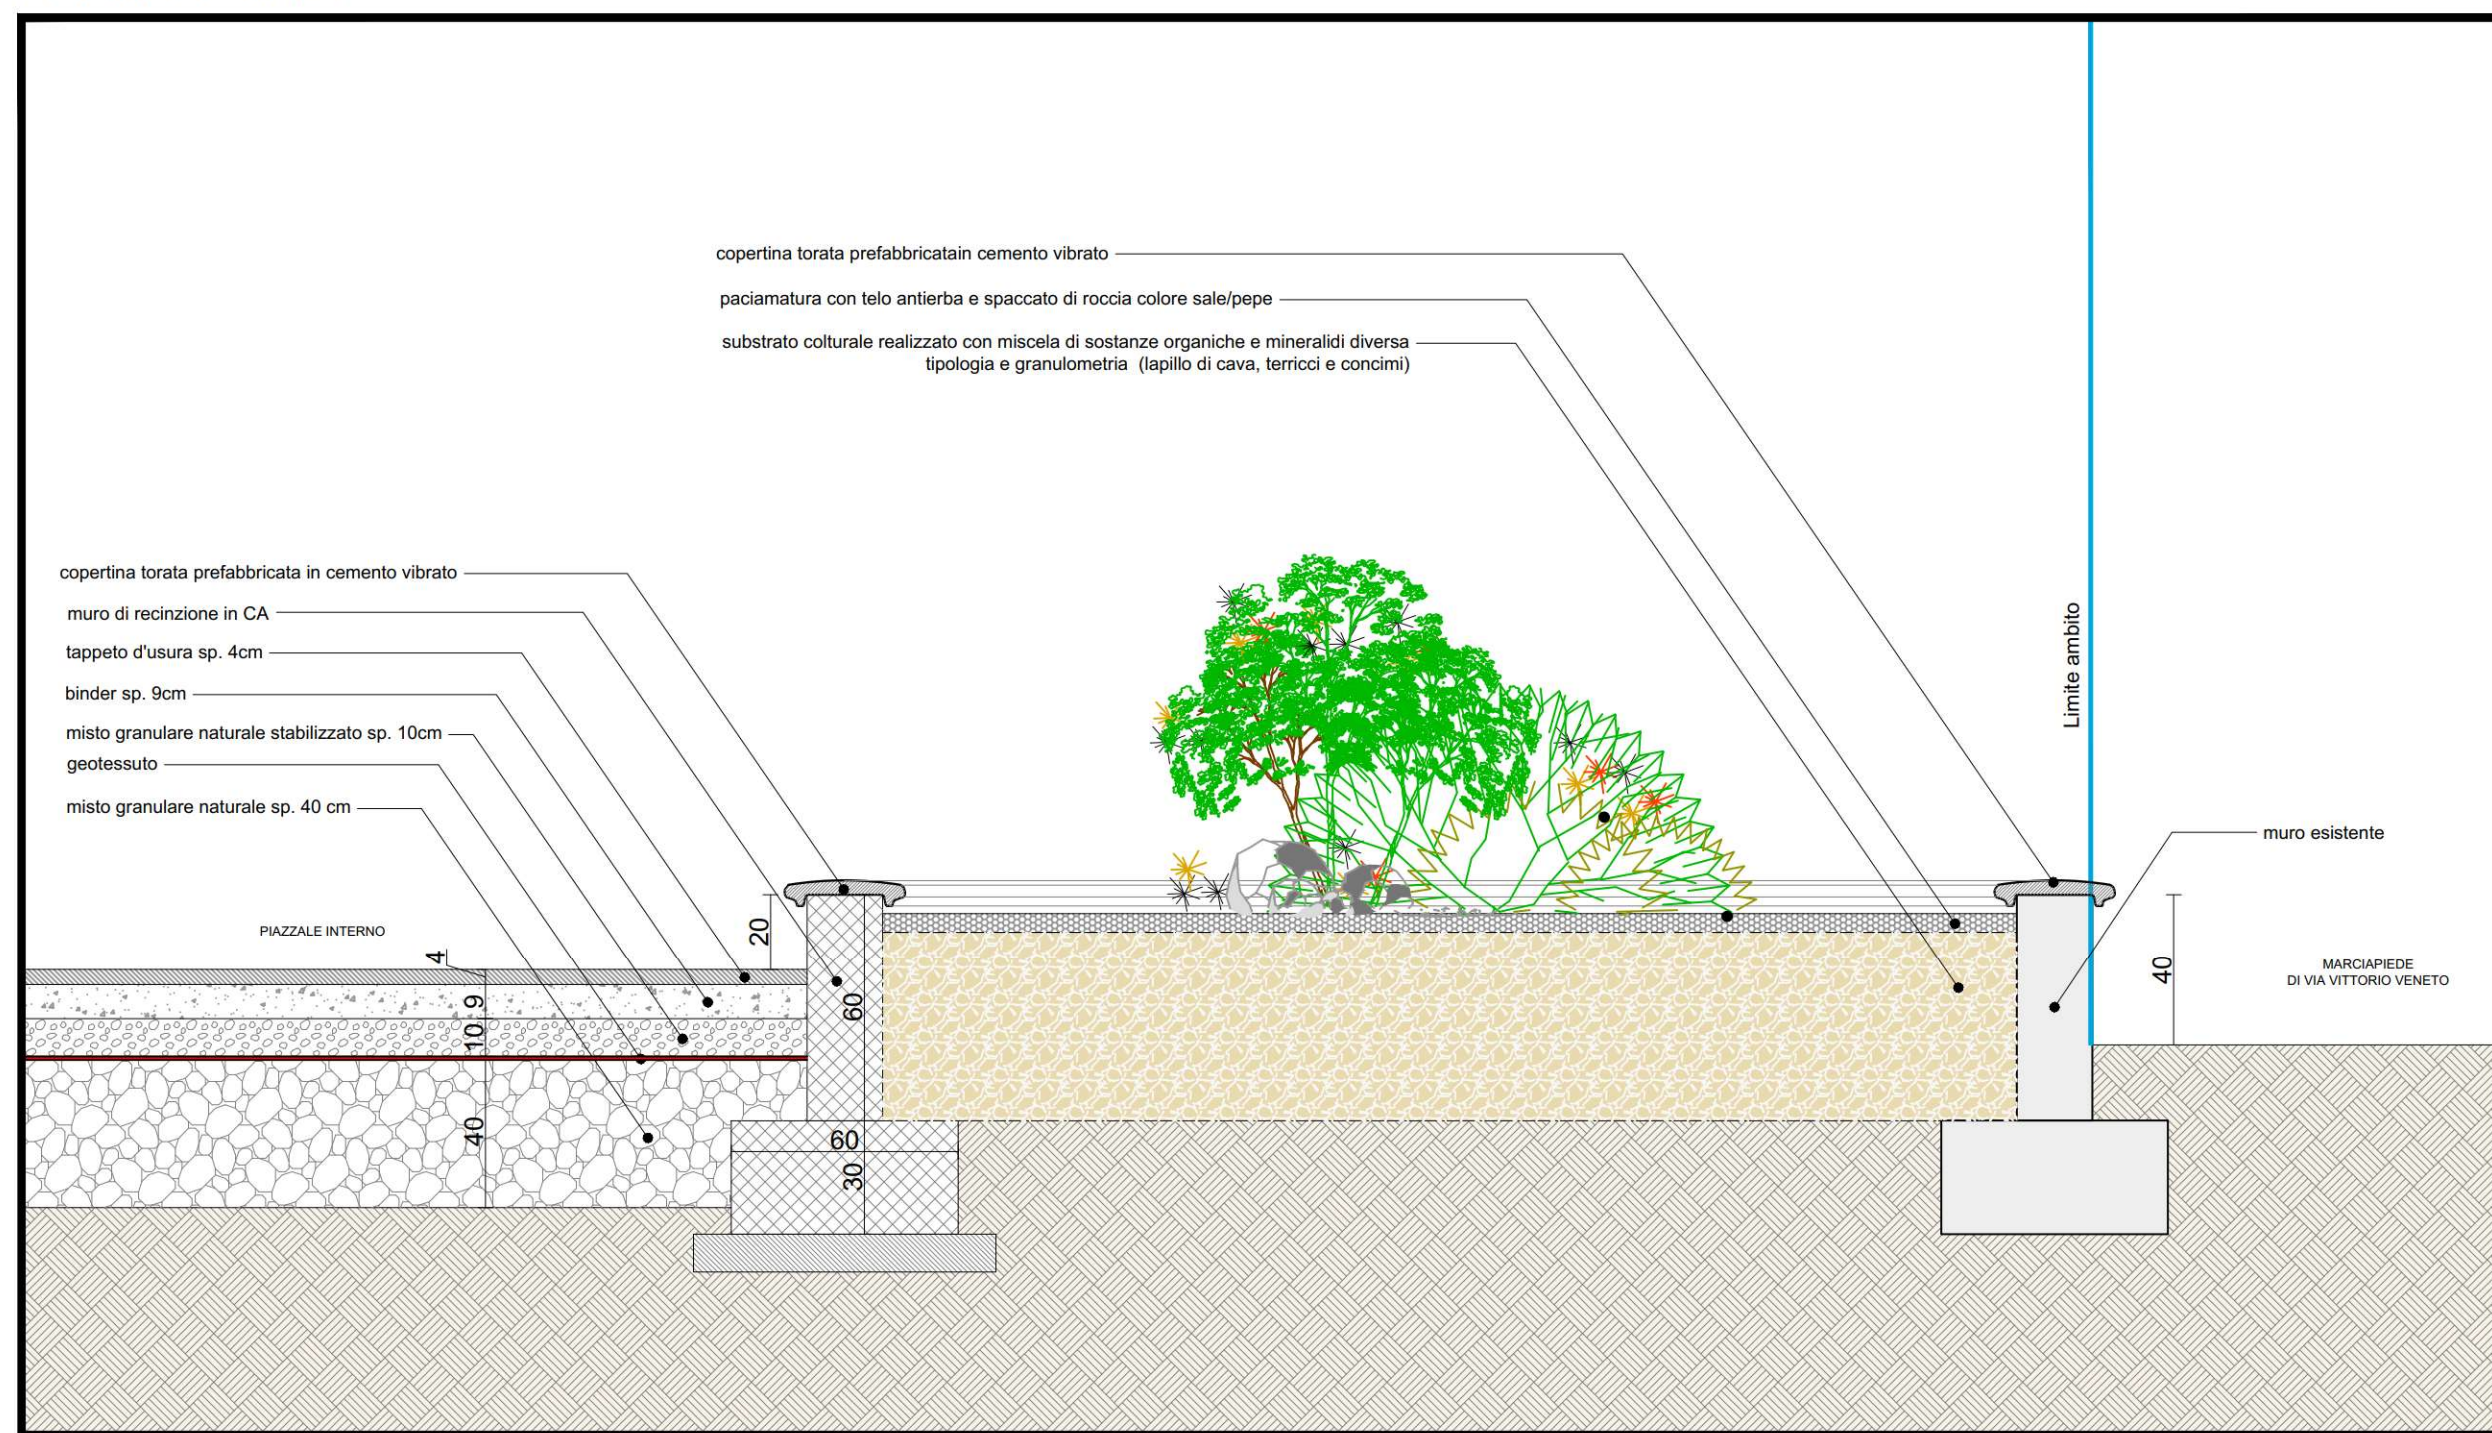 copertina torata prefabbricatain cemento vibrato
paciamatura con telo antierba e spaccato di roccia colore sale/pepe
substrato colturale realizzato con miscela di sostanze organiche e mineralidi diversa
tipologia e granulometria (lapillo di cava, terricci e concimi)
copertina torata prefabbricata in cemento vibrato
muro di recinzione in CA
tappeto d'usura sp. 4cm
binder sp. 9cm
misto granulare naturale stabilizzato sp. 10cm
geotessuto
misto granulare naturale sp. 40 cm
Limite ambito
muro esistente
PIAZZALE INTERNO
MARCIAPIEDE
DI VIA VITTORIO VENETO
4
9
10
40
20
60
60
30
40